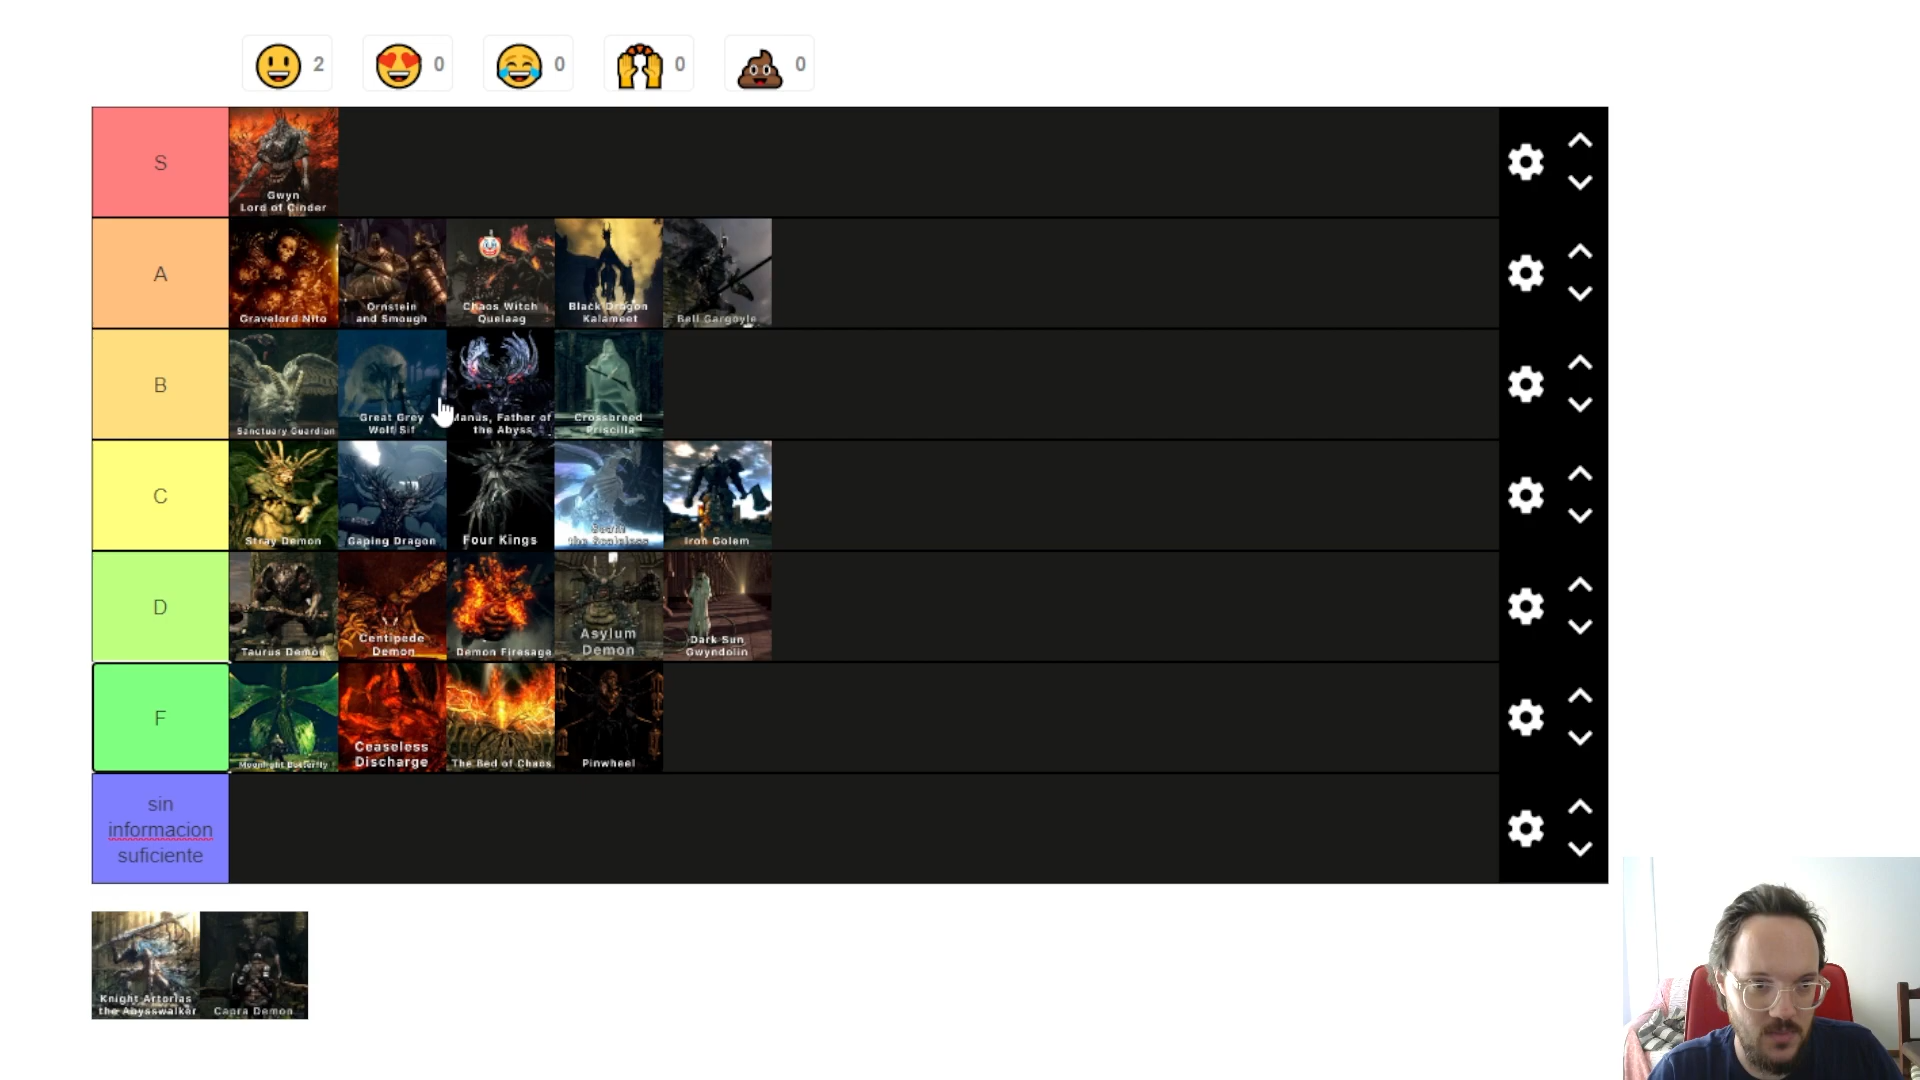 2 0 0 0 0
S
Gwyn
Lord of Cinder
A
Gravelord Nito
Ornstein
and Smough
Chaos Witch
Quelaag
Black Dragon
Kalameet
Bell Gargoyle
B
Sanctuary Guardian
Great Grey
Wolf Sif
Manus, Father of
the Abyss
Crossbreed
Priscilla
C
Stray Demon
Gaping Dragon
Four Kings
Seath
the Scaleless
Iron Golem
D
Taurus Demon
Centipede
Demon
Demon Firesage
Asylum
Demon
Dark Sun
Gwyndolin
F
Moonlight Butterfly
Ceaseless
Discharge
The Bed of Chaos
Pinwheel
sin
informacion
suficiente
Knight Artorias
the Abysswalker
Capra Demon